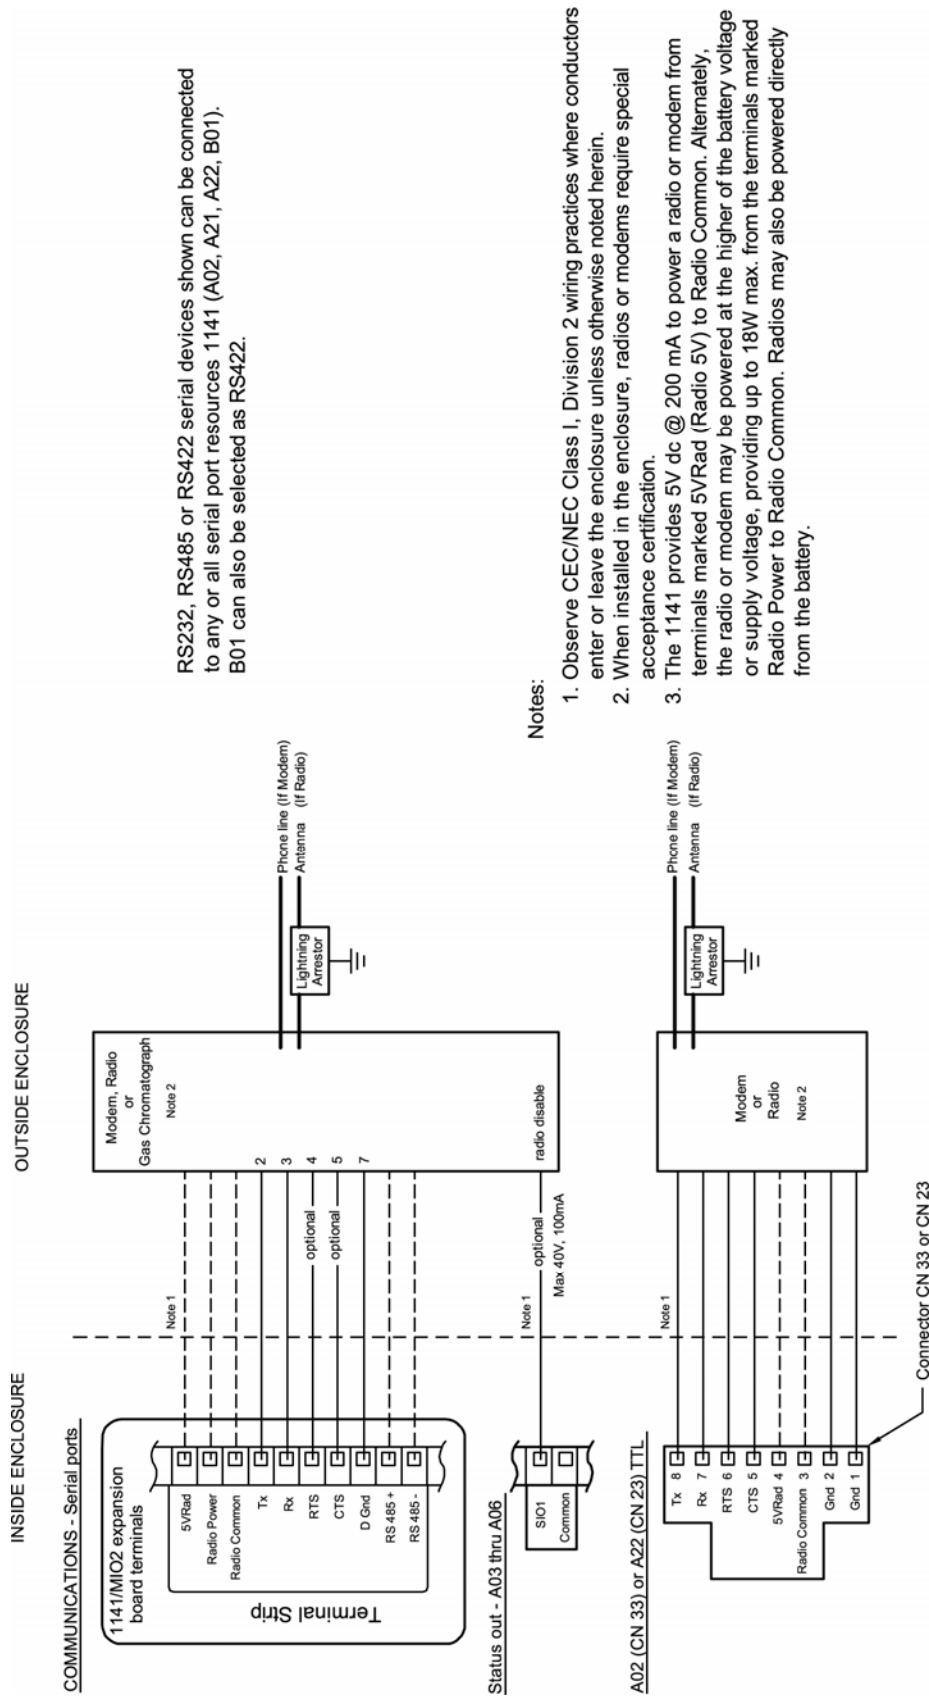 INSIDE ENCLOSURE
OUTSIDE ENCLOSURE
COMMUNICATIONS - Serial ports
1141/MIO2 expansion
board terminals
Terminal Strip
5VRad
Radio Power
Radio Common
Tx
Rx
RTS
CTS
D Gnd
RS 485 +
RS 485 -
Note 1
2
3
optional
4
optional
5
7
Modem, Radio
or
Gas Chromatograph
Note 2
radio disable
Lightning
Arrestor
Phone line (If Modem)
Antenna (If Radio)
Status out - A03 thru A06
SIO1
Common
Note 1
optional
Max 40V, 100mA
A02 (CN 33) or A22 (CN 23) TTL
Tx 8
Rx 7
RTS 6
CTS 5
5VRad 4
Radio Common 3
Gnd 2
Gnd 1
Note 1
Connector CN 33 or CN 23
Modem
or
Radio
Note 2
Lightning
Arrestor
Phone line (If Modem)
Antenna (If Radio)
RS232, RS485 or RS422 serial devices shown can be connected
to any or all serial port resources 1141 (A02, A21, A22, B01).
B01 can also be selected as RS422.
Notes:
1. Observe CEC/NEC Class I, Division 2 wiring practices where conductors
enter or leave the enclosure unless otherwise noted herein.
2. When installed in the enclosure, radios or modems require special
acceptance certification.
3. The 1141 provides 5V dc @ 200 mA to power a radio or modem from
terminals marked 5VRad (Radio 5V) to Radio Common. Alternately,
the radio or modem may be powered at the higher of the battery voltage
or supply voltage, providing up to 18W max. from the terminals marked
Radio Power to Radio Common. Radios may also be powered directly
from the battery.